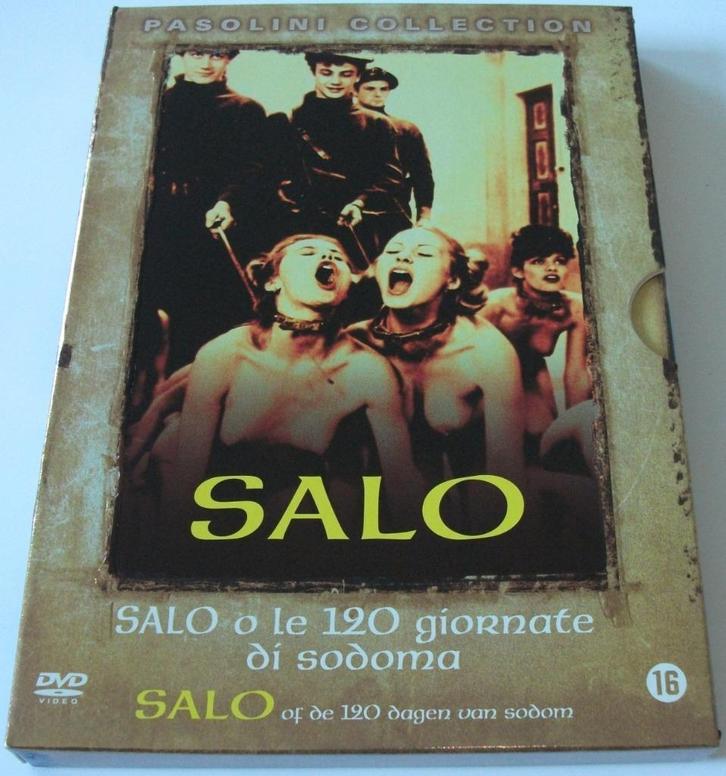 PASOLINI COLLECTION
SALO
SALO o le 120 giornate
di sodoma
DVD
VIDEO
SALO of de 120 dagen van sodom
16